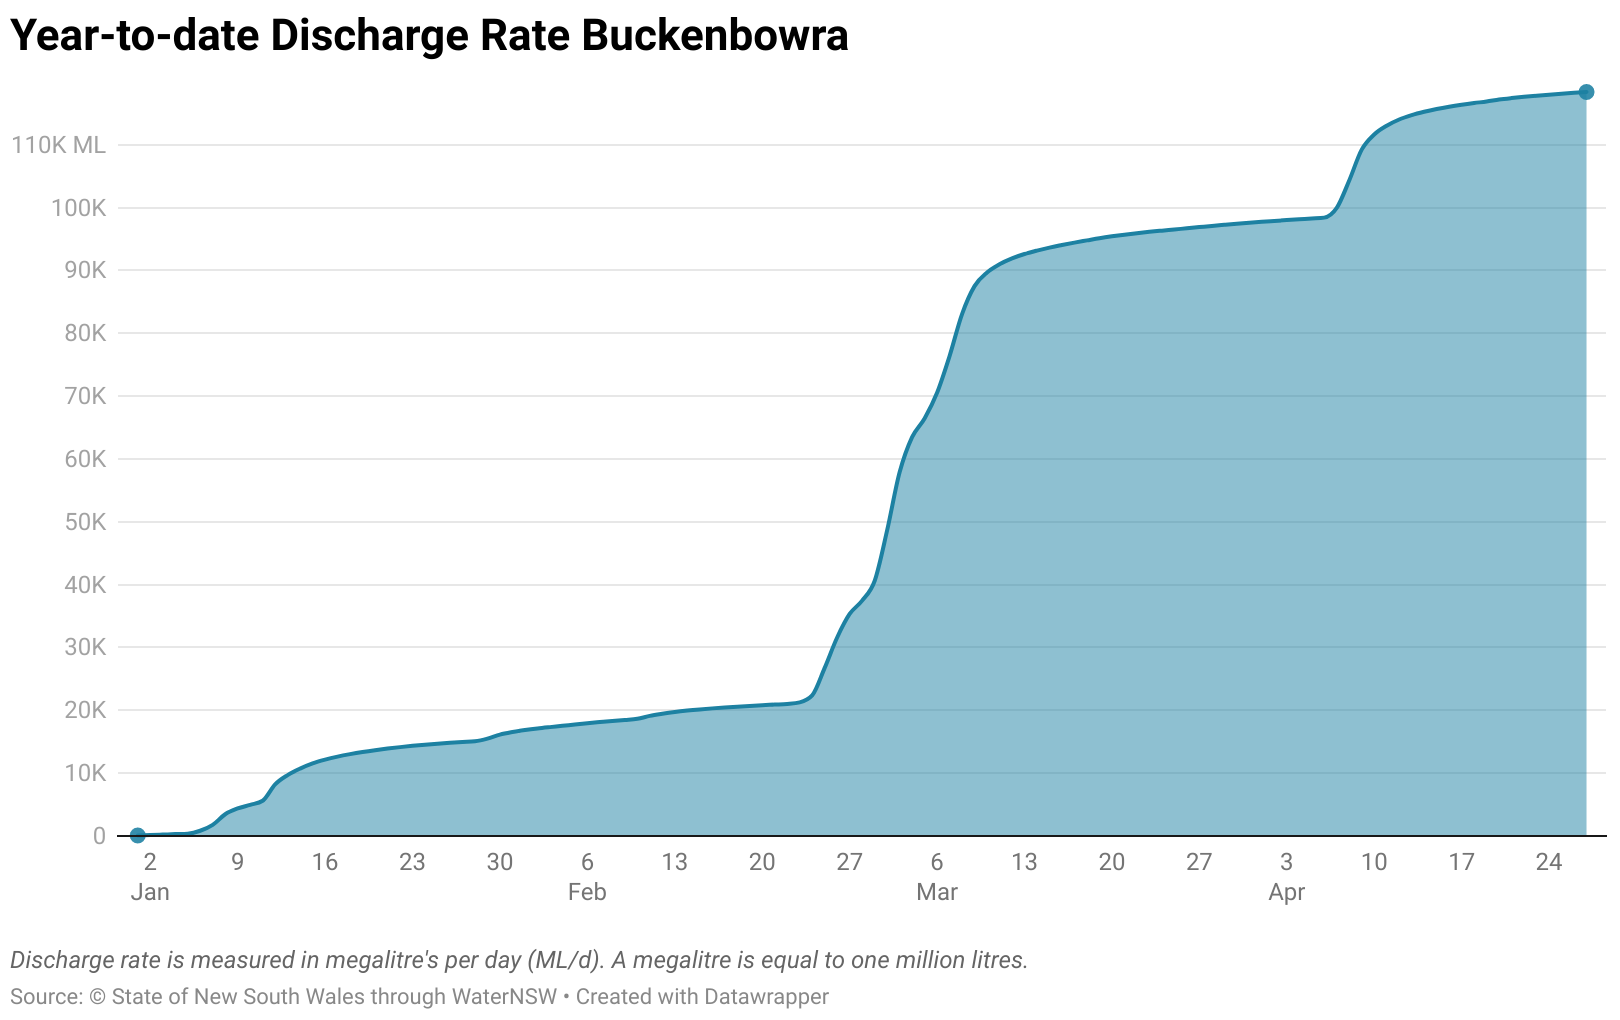 Year-to-date Discharge Rate Buckenbowra
110K ML
100K
90K
80K
70K
60K
50K
40K
30K
20K
10K
0
2 9 16 23 30 6 13 20 27 6 13 20 27 3 10 17 24
Jan Feb Mar Apr
Discharge rate is measured in megalitre's per day (ML/d). A megalitre is equal to one million litres.
Source: © State of New South Wales through WaterNSW • Created with Datawrapper